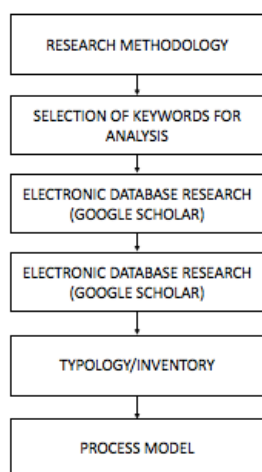 RESEARCH METHODOLOGY
SELECTION OF KEYWORDS FOR
ANALYSIS
ELECTRONIC DATABASE RESEARCH
(GOOGLE SCHOLAR)
ELECTRONIC DATABASE RESEARCH
(GOOGLE SCHOLAR)
TYPOLOGY/INVENTORY
PROCESS MODEL